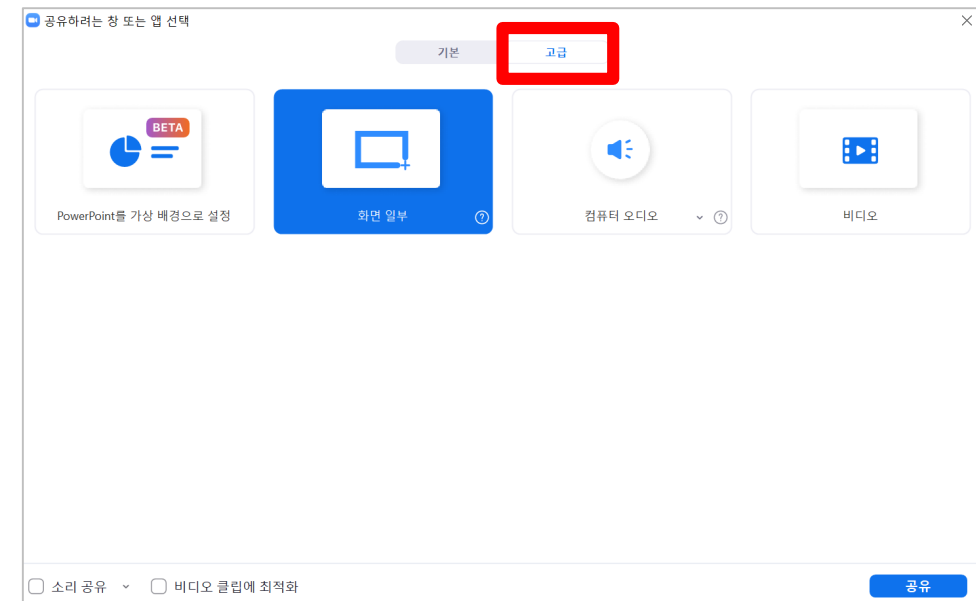 공유하려는 창 또는 앱 선택
기본
고급
BETA
PowerPoint를 가상 배경으로 설정
화면 일부
컴퓨터 오디오
비디오
소리 공유
비디오 클립에 최적화
공유